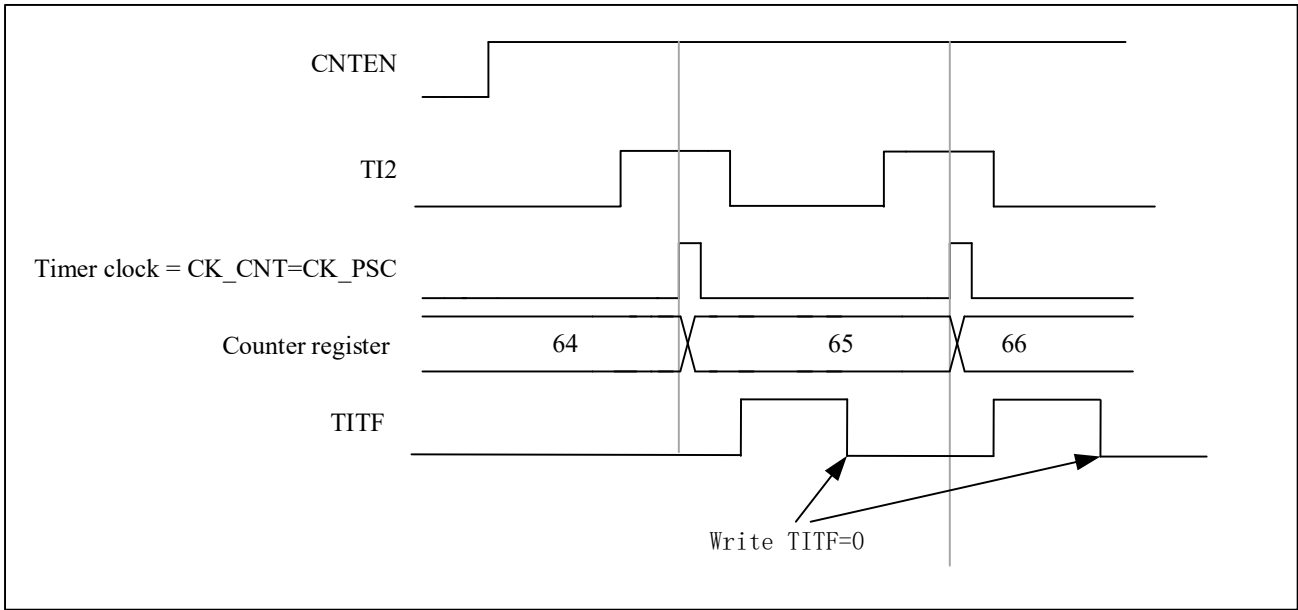 CNTEN
TI2
Timer clock = CK_CNT=CK_PSC
Counter register
64
65
66
TITF
Write TITF=0